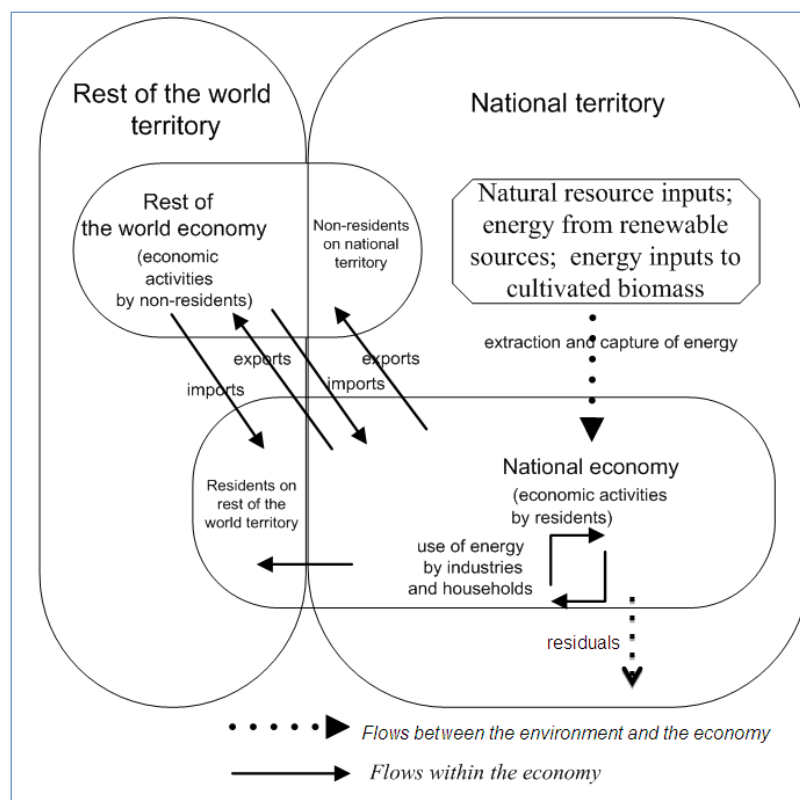 Rest of the world
territory
National territory
Rest of
the world economy
(economic
activities
by non-residents)
Non-residents
on national
territory
Natural resource inputs;
energy from renewable
sources; energy inputs to
cultivated biomass
extraction and capture of energy
exports
exports
imports
imports
Residents on
rest of the
world territory
National economy
(economic activities
by residents)
use of energy
by industries
and households
residuals
Flows between the environment and the economy
Flows within the economy